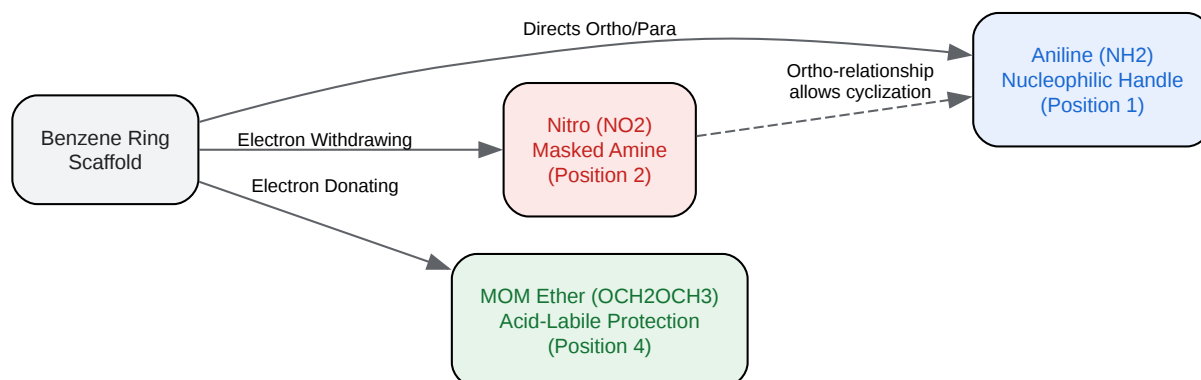 Directs Ortho/Para
Aniline (NH2)
Nucleophilic Handle
(Position 1)
Ortho-relationship
allows cyclization
Benzene Ring
Scaffold
Electron Withdrawing
Nitro (NO2)
Masked Amine
(Position 2)
Electron Donating
MOM Ether (OCH2OCH3)
Acid-Labile Protection
(Position 4)